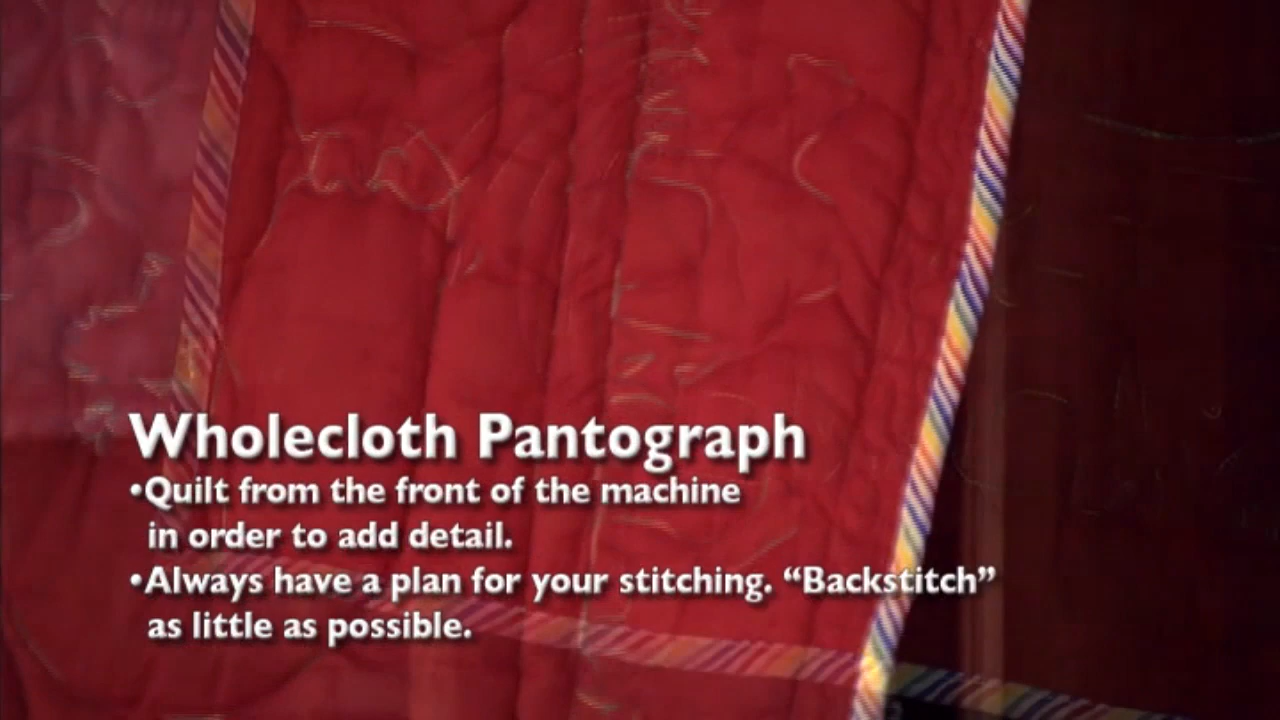 Wholecloth Pantograph
•Quilt from the front of the machine
in order to add detail.
•Always have a plan for your stitching. “Backstitch”
as little as possible.